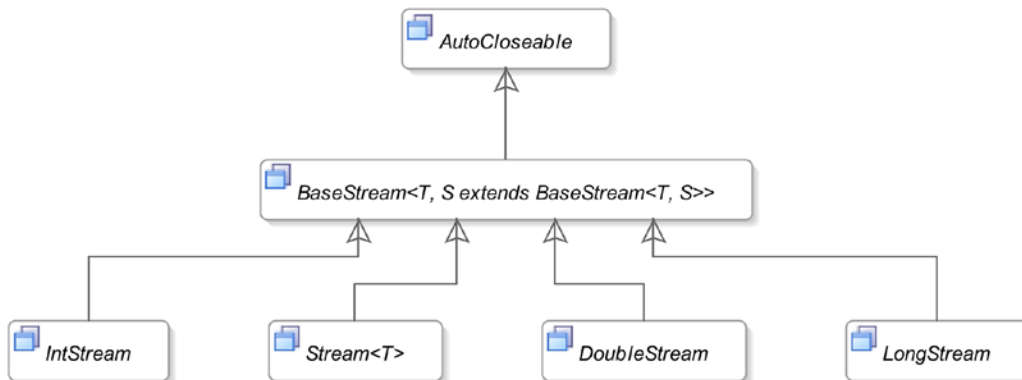 AutoCloseable
BaseStream<T, S extends BaseStream<T, S>>
IntStream
Stream<T>
DoubleStream
LongStream